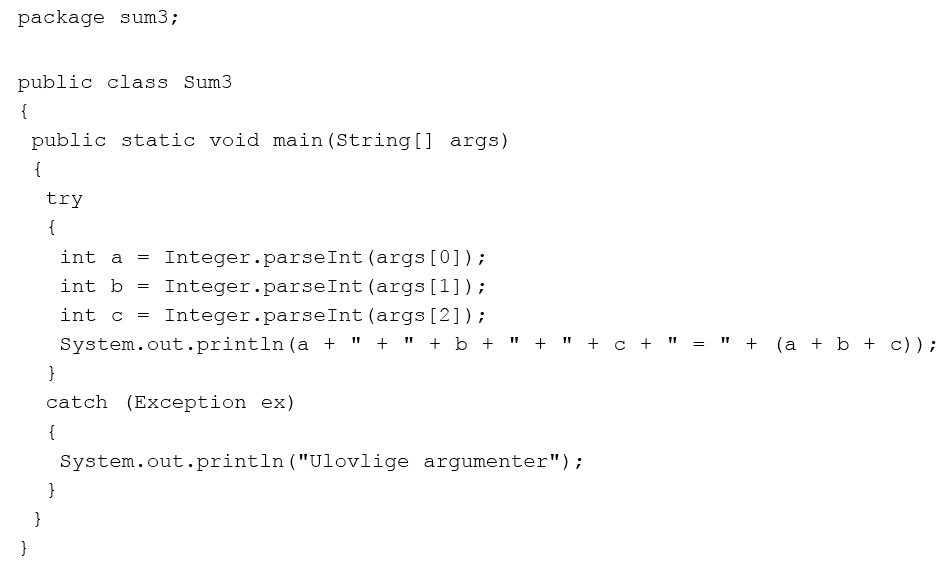 package sum3;

public class Sum3
{
 public static void main(String[] args)
 {
  try
  {
   int a = Integer.parseInt(args[0]);
   int b = Integer.parseInt(args[1]);
   int c = Integer.parseInt(args[2]);
   System.out.println(a + " + " + b + " + " + c + " = " + (a + b + c));
  }
  catch (Exception ex)
  {
   System.out.println("Ulovlige argumenter");
  }
 }
}